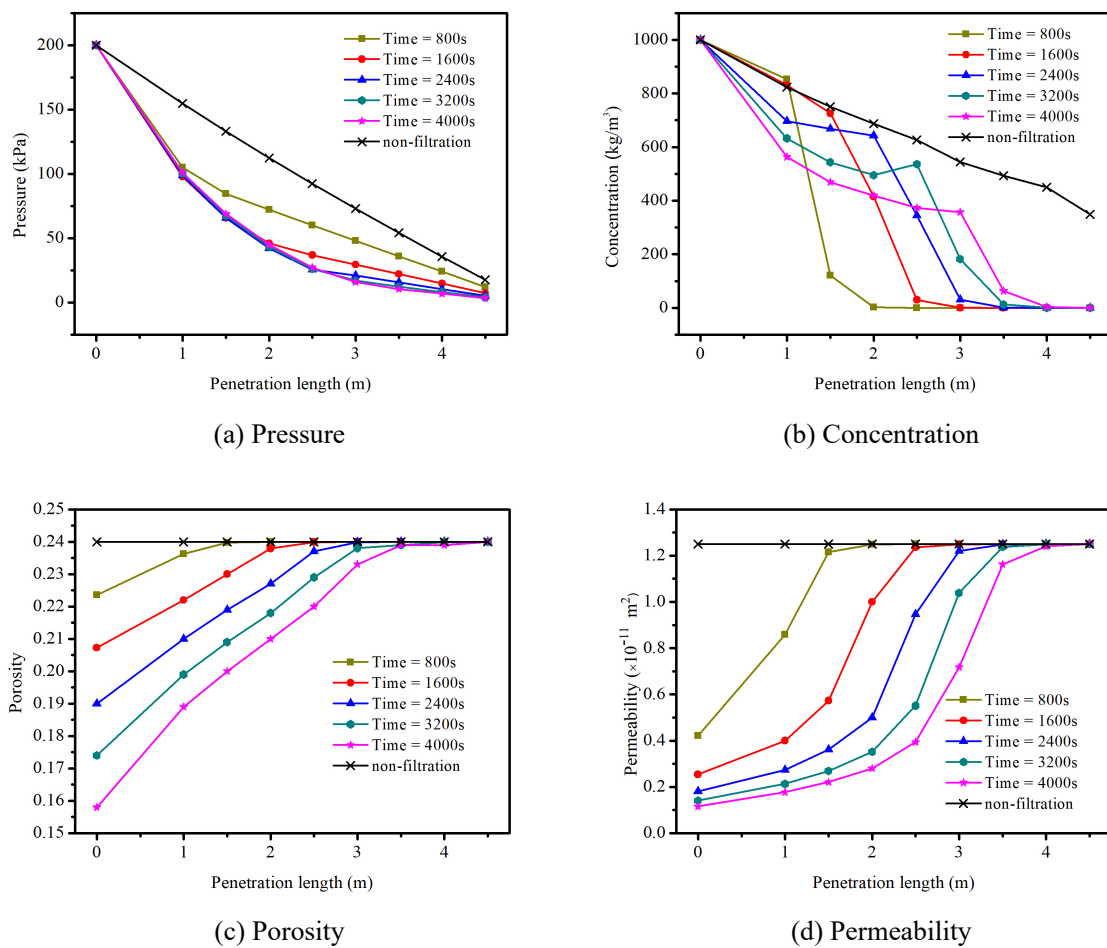 200
150
100
50
0
Pressure (kPa)
0 1 2 3 4
Penetration length (m)
Time = 800s
Time = 1600s
Time = 2400s
Time = 3200s
Time = 4000s
non-filtration
(a) Pressure
1000
800
600
400
200
0
Concentration (kg/m³)
0 1 2 3 4
Penetration length (m)
Time = 800s
Time = 1600s
Time = 2400s
Time = 3200s
Time = 4000s
non-filtration
(b) Concentration
0.25
0.24
0.23
0.22
0.21
0.20
0.19
0.18
0.17
0.16
0.15
Porosity
0 1 2 3 4
Penetration length (m)
Time = 800s
Time = 1600s
Time = 2400s
Time = 3200s
Time = 4000s
non-filtration
(c) Porosity
1.4
1.2
1.0
0.8
0.6
0.4
0.2
0.0
Permeability (×10⁻¹¹ m²)
0 1 2 3 4
Penetration length (m)
Time = 800s
Time = 1600s
Time = 2400s
Time = 3200s
Time = 4000s
non-filtration
(d) Permeability